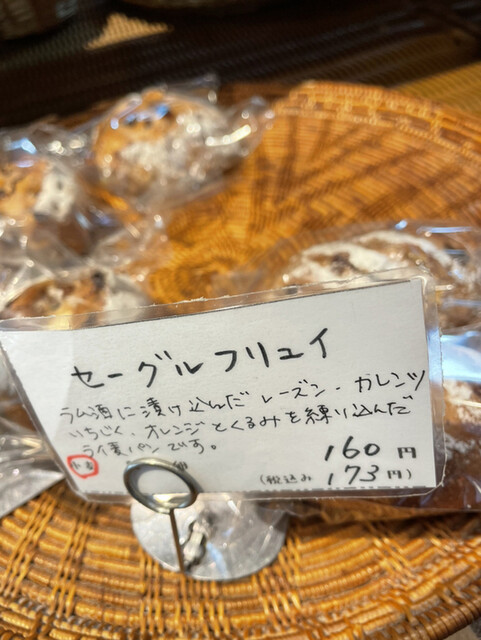 セーグルフリュイ
ラム酒に漬け込んだレーズン・カレンツ
いちじく、オレンジとくるみを練り込んだ
ライ麦パンです。
小麦 卵
160円
(税込み 173円)